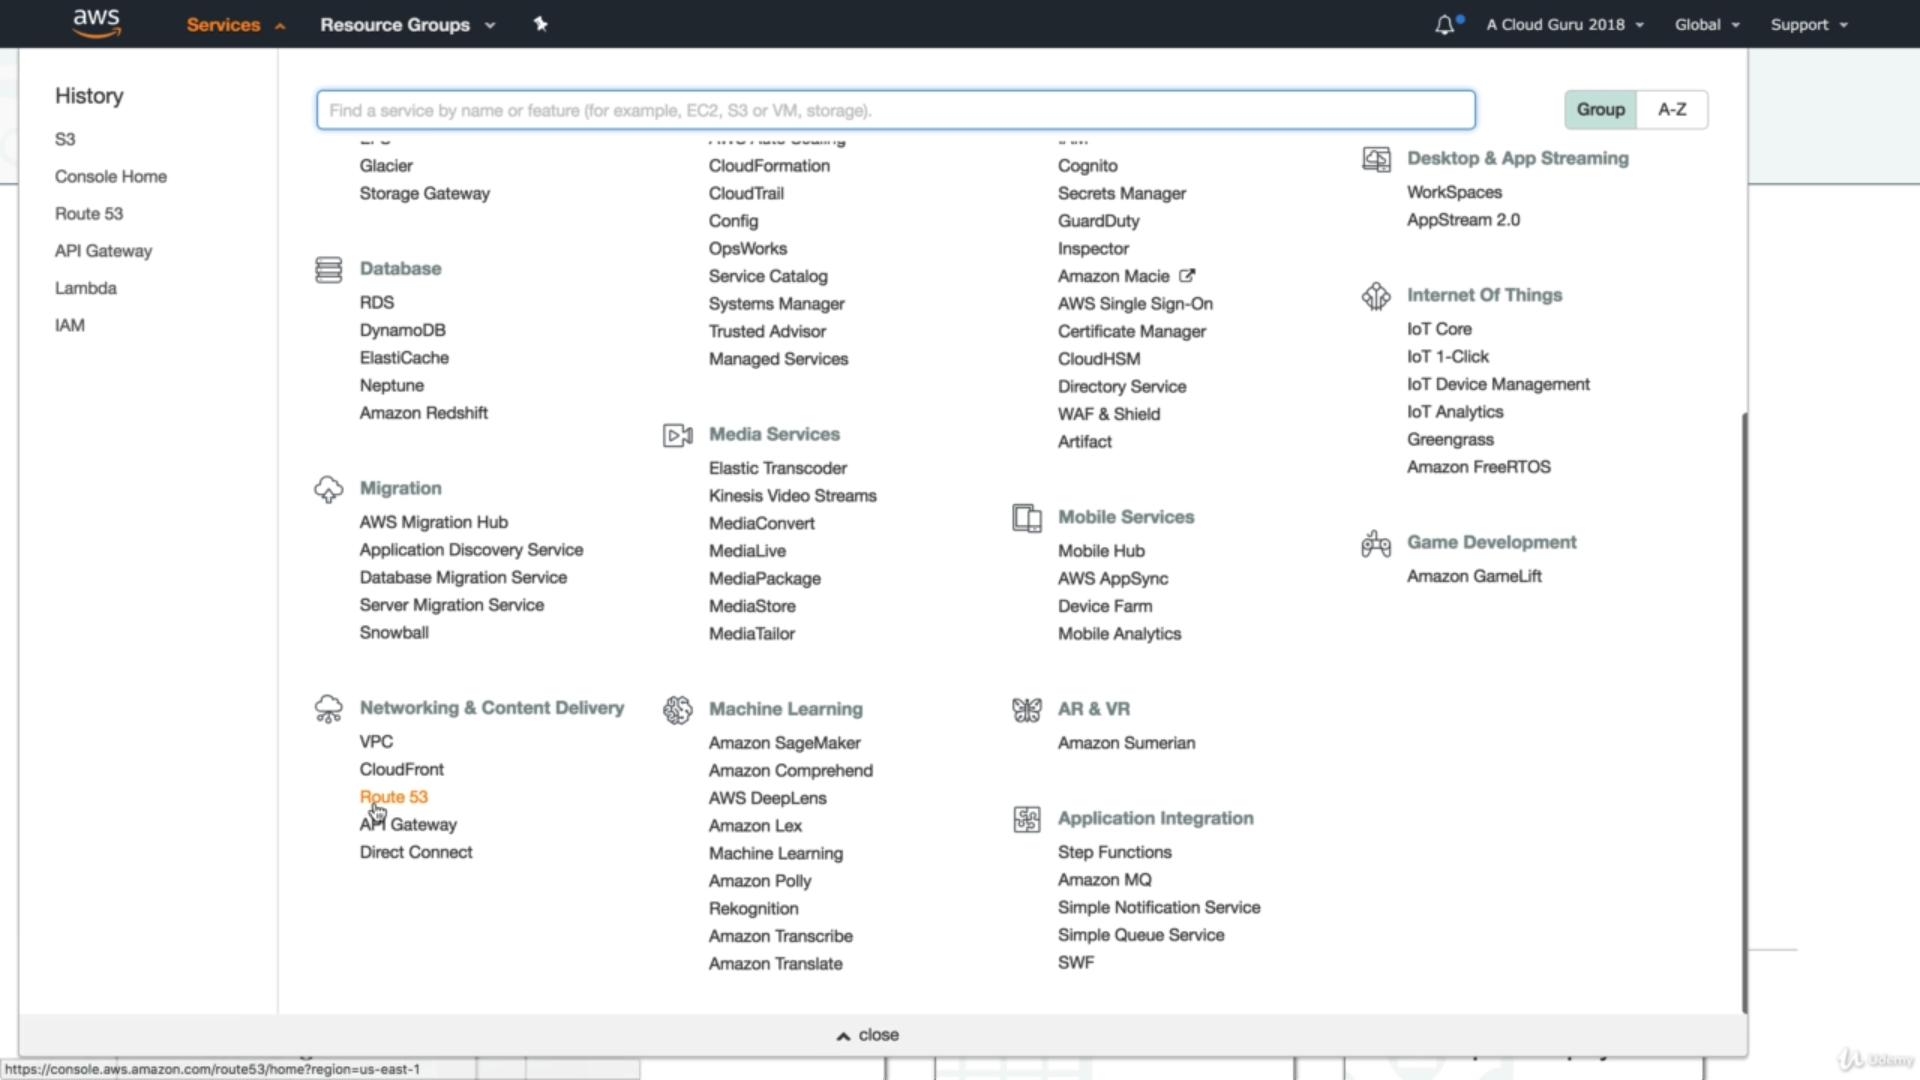 aws
Services
Resource Groups
A Cloud Guru 2018
Global
Support
History
S3
Console Home
Route 53
API Gateway
Lambda
IAM
Find a service by name or feature (for example, EC2, S3 or VM, storage).
Group
A-Z
Glacier
Storage Gateway
Database
RDS
DynamoDB
ElastiCache
Neptune
Amazon Redshift
Migration
AWS Migration Hub
Application Discovery Service
Database Migration Service
Server Migration Service
Snowball
Networking & Content Delivery
VPC
CloudFront
Route 53
API Gateway
Direct Connect
AWS Auto Scaling
CloudFormation
CloudTrail
Config
OpsWorks
Service Catalog
Systems Manager
Trusted Advisor
Managed Services
Media Services
Elastic Transcoder
Kinesis Video Streams
MediaConvert
MediaLive
MediaPackage
MediaStore
MediaTailor
Machine Learning
Amazon SageMaker
Amazon Comprehend
AWS DeepLens
Amazon Lex
Machine Learning
Amazon Polly
Rekognition
Amazon Transcribe
Amazon Translate
Cognito
Secrets Manager
GuardDuty
Inspector
Amazon Macie
AWS Single Sign-On
Certificate Manager
CloudHSM
Directory Service
WAF & Shield
Artifact
Mobile Services
Mobile Hub
AWS AppSync
Device Farm
Mobile Analytics
AR & VR
Amazon Sumerian
Application Integration
Step Functions
Amazon MQ
Simple Notification Service
Simple Queue Service
SWF
Desktop & App Streaming
WorkSpaces
AppStream 2.0
Internet Of Things
IoT Core
IoT 1-Click
IoT Device Management
IoT Analytics
Greengrass
Amazon FreeRTOS
Game Development
Amazon GameLift
close
https://console.aws.amazon.com/route53/home?region=us-east-1
Udemy